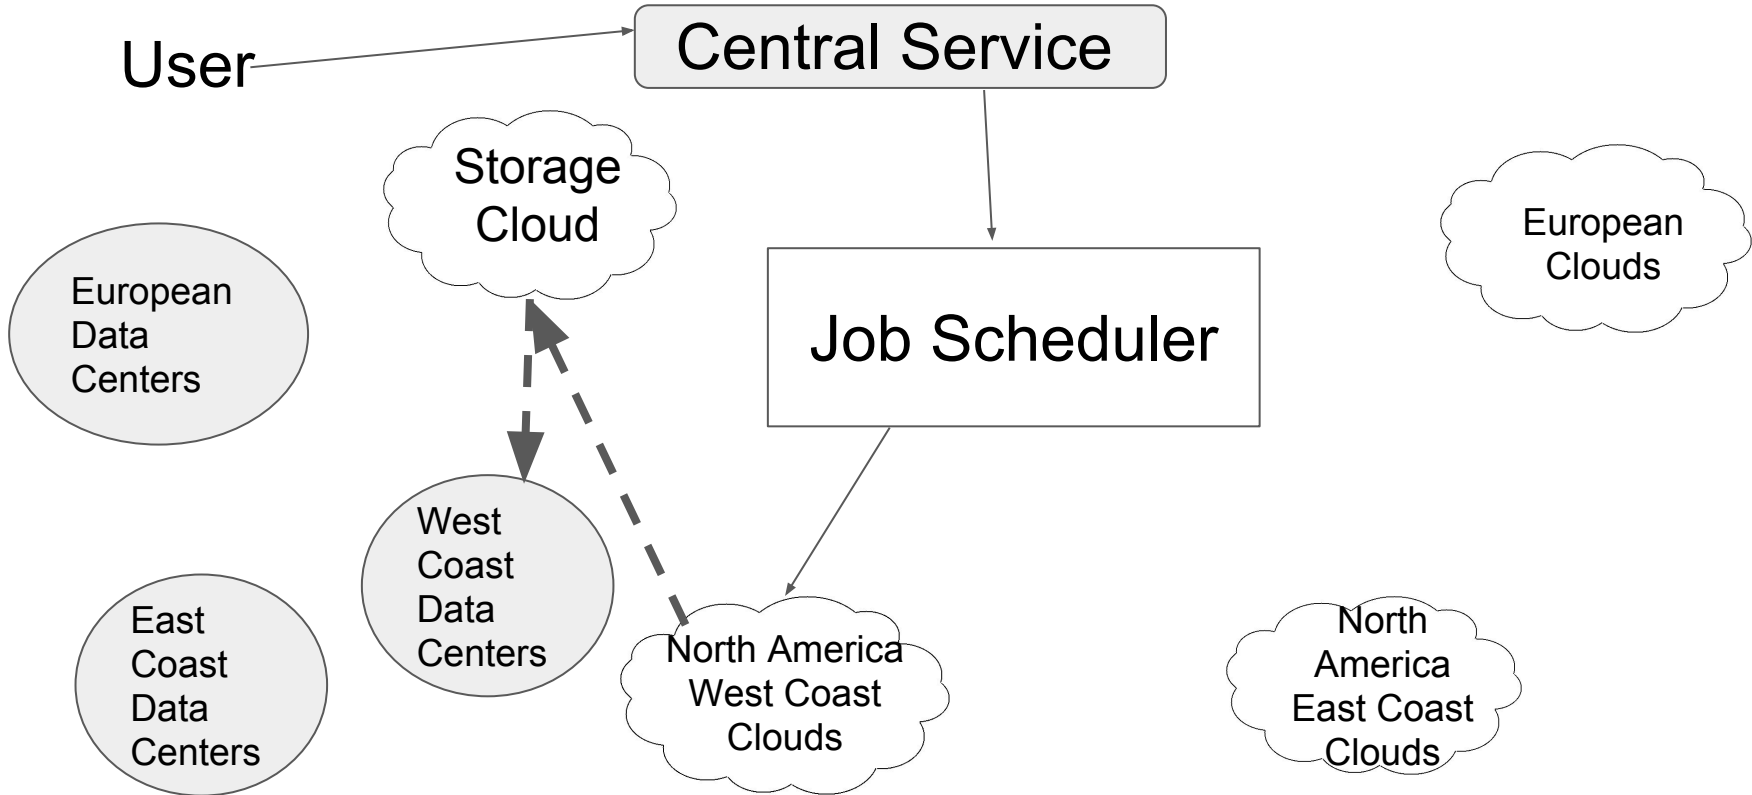 User
Central Service
Storage
Cloud
European
Clouds
European
Data
Centers
Job Scheduler
West
Coast
Data
Centers
East
Coast
Data
Centers
North America
West Coast
Clouds
North
America
East Coast
Clouds